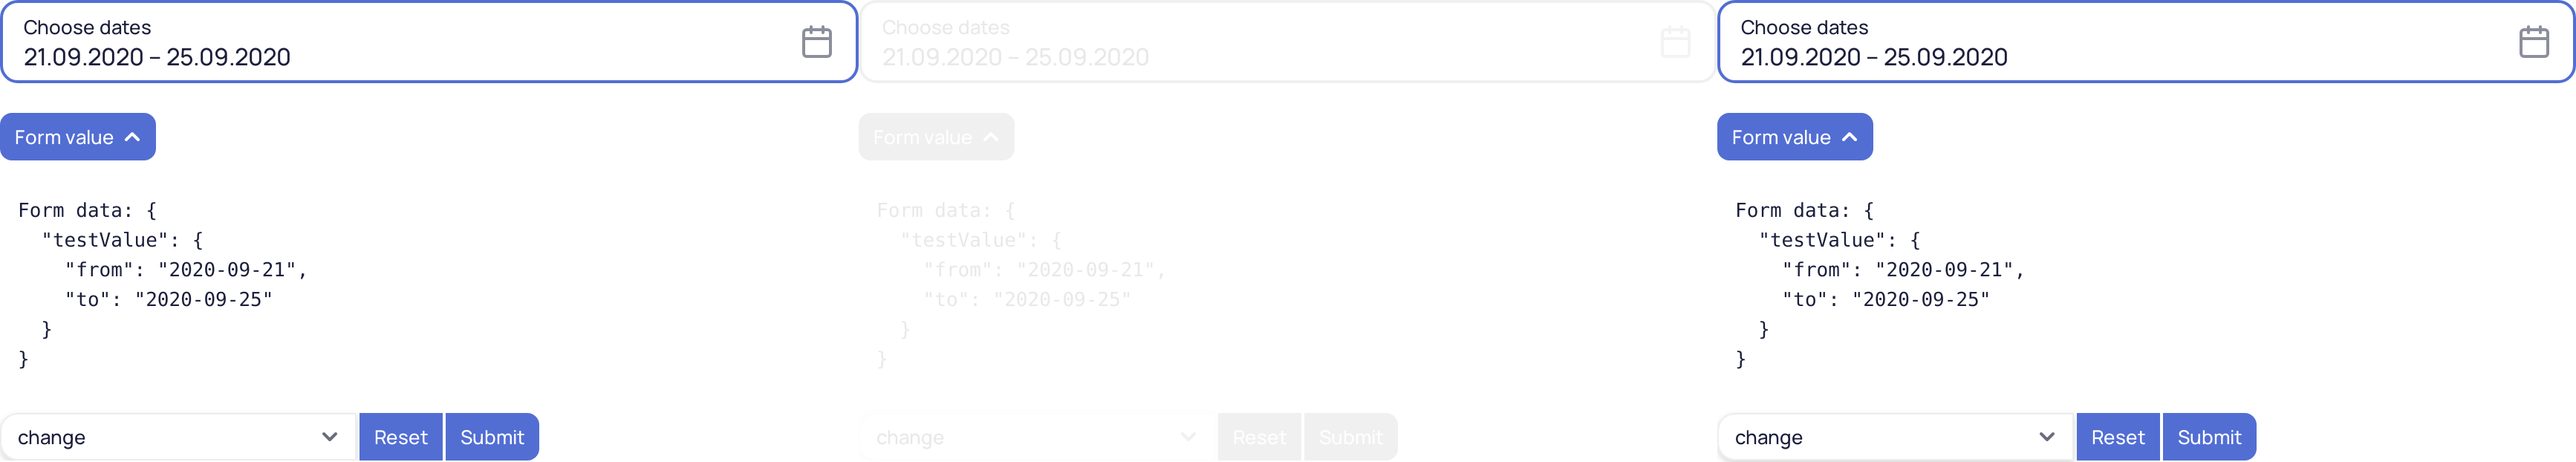 Choose dates
21.09.2020 – 25.09.2020
Form value
Form data: {
"testValue": {
"from": "2020-09-21",
"to": "2020-09-25"
}
}
change
Reset
Submit
Choose dates
21.09.2020 – 25.09.2020
Form value
Form data: {
"testValue": {
"from": "2020-09-21",
"to": "2020-09-25"
}
}
change
Reset
Submit
Choose dates
21.09.2020 – 25.09.2020
Form value
Form data: {
"testValue": {
"from": "2020-09-21",
"to": "2020-09-25"
}
}
change
Reset
Submit